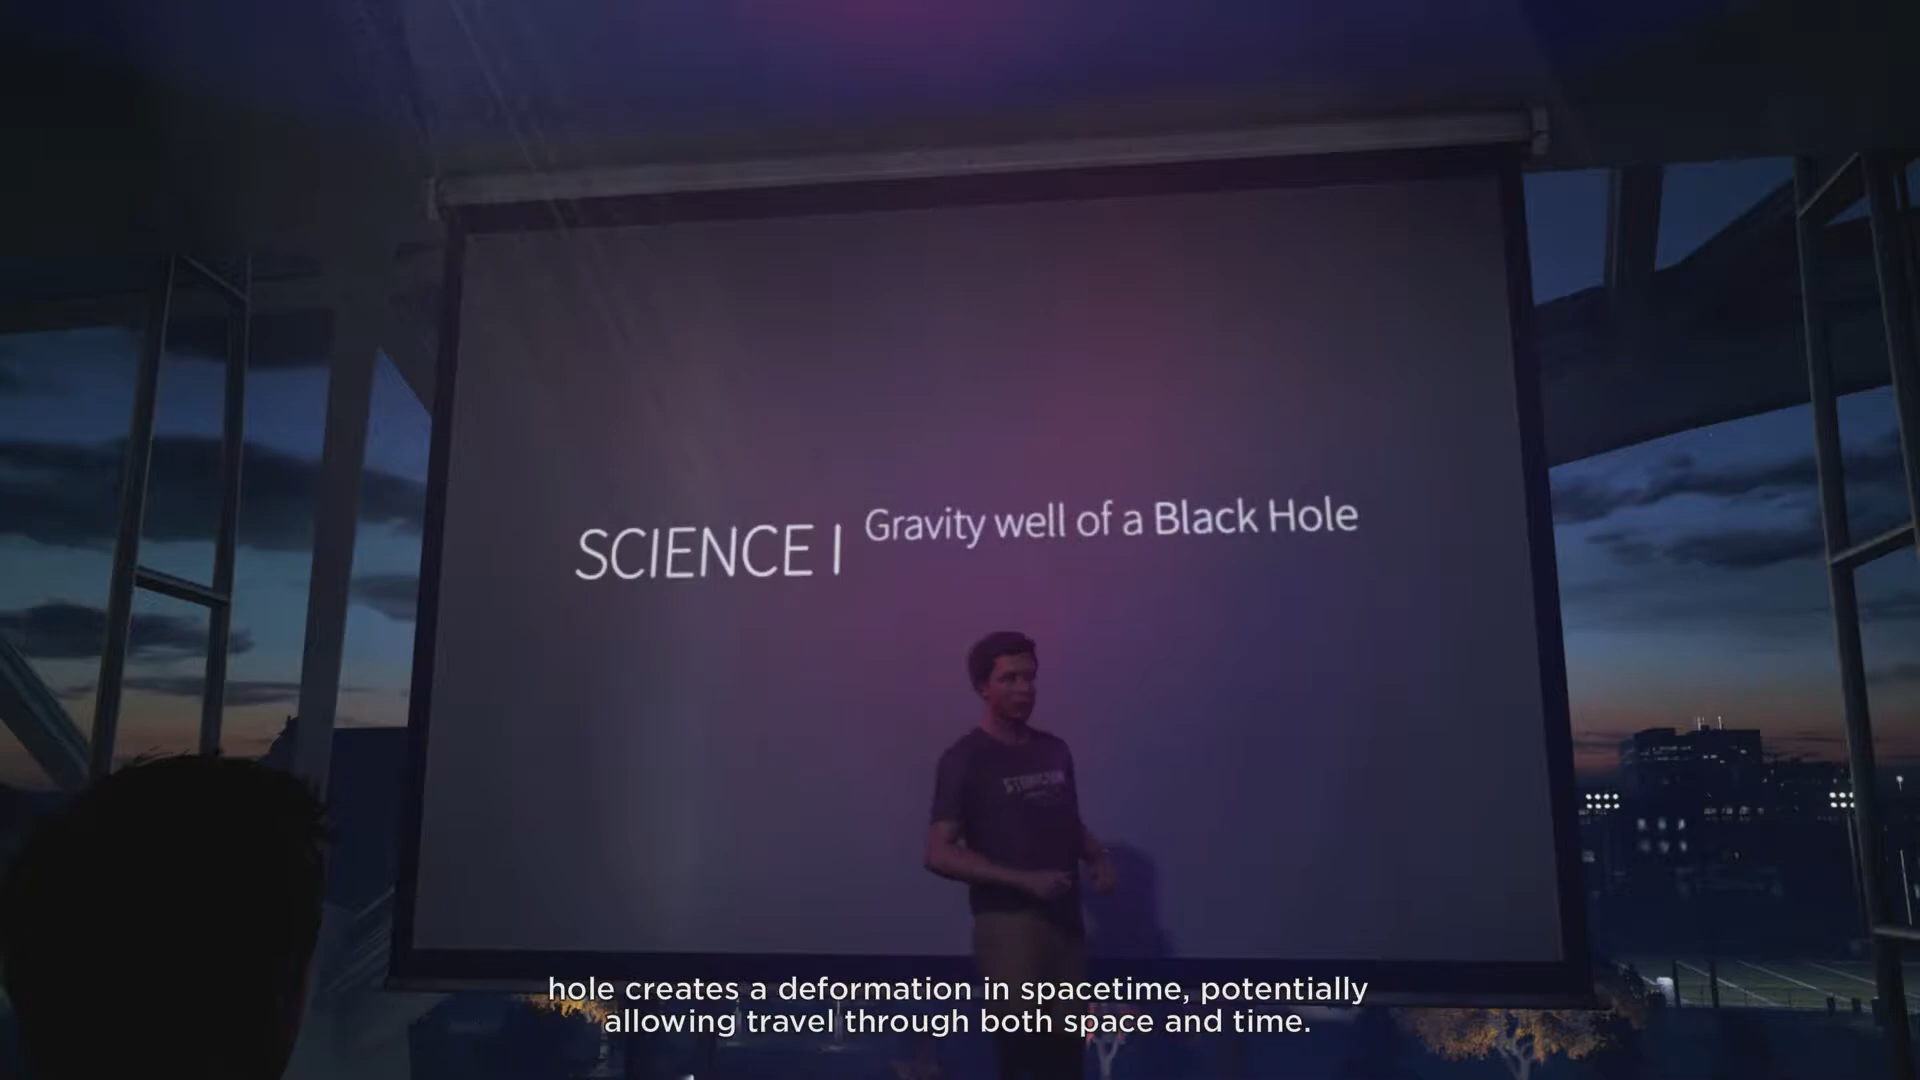 SCIENCE | Gravity well of a Black Hole
hole creates a deformation in spacetime, potentially
allowing travel through both space and time.